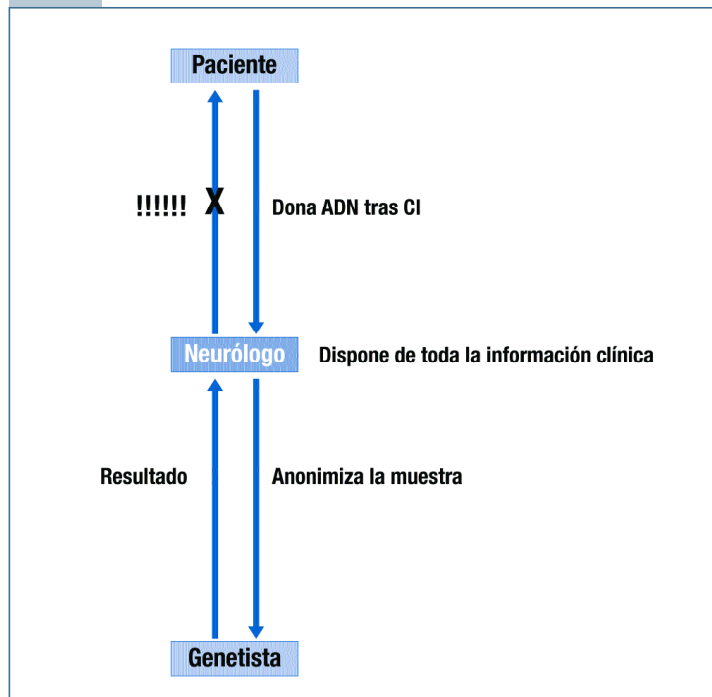 Paciente
!!!!!! X Dona ADN tras CI
Neurólogo Dispone de toda la información clínica
Resultado Anonimiza la muestra
Genetista